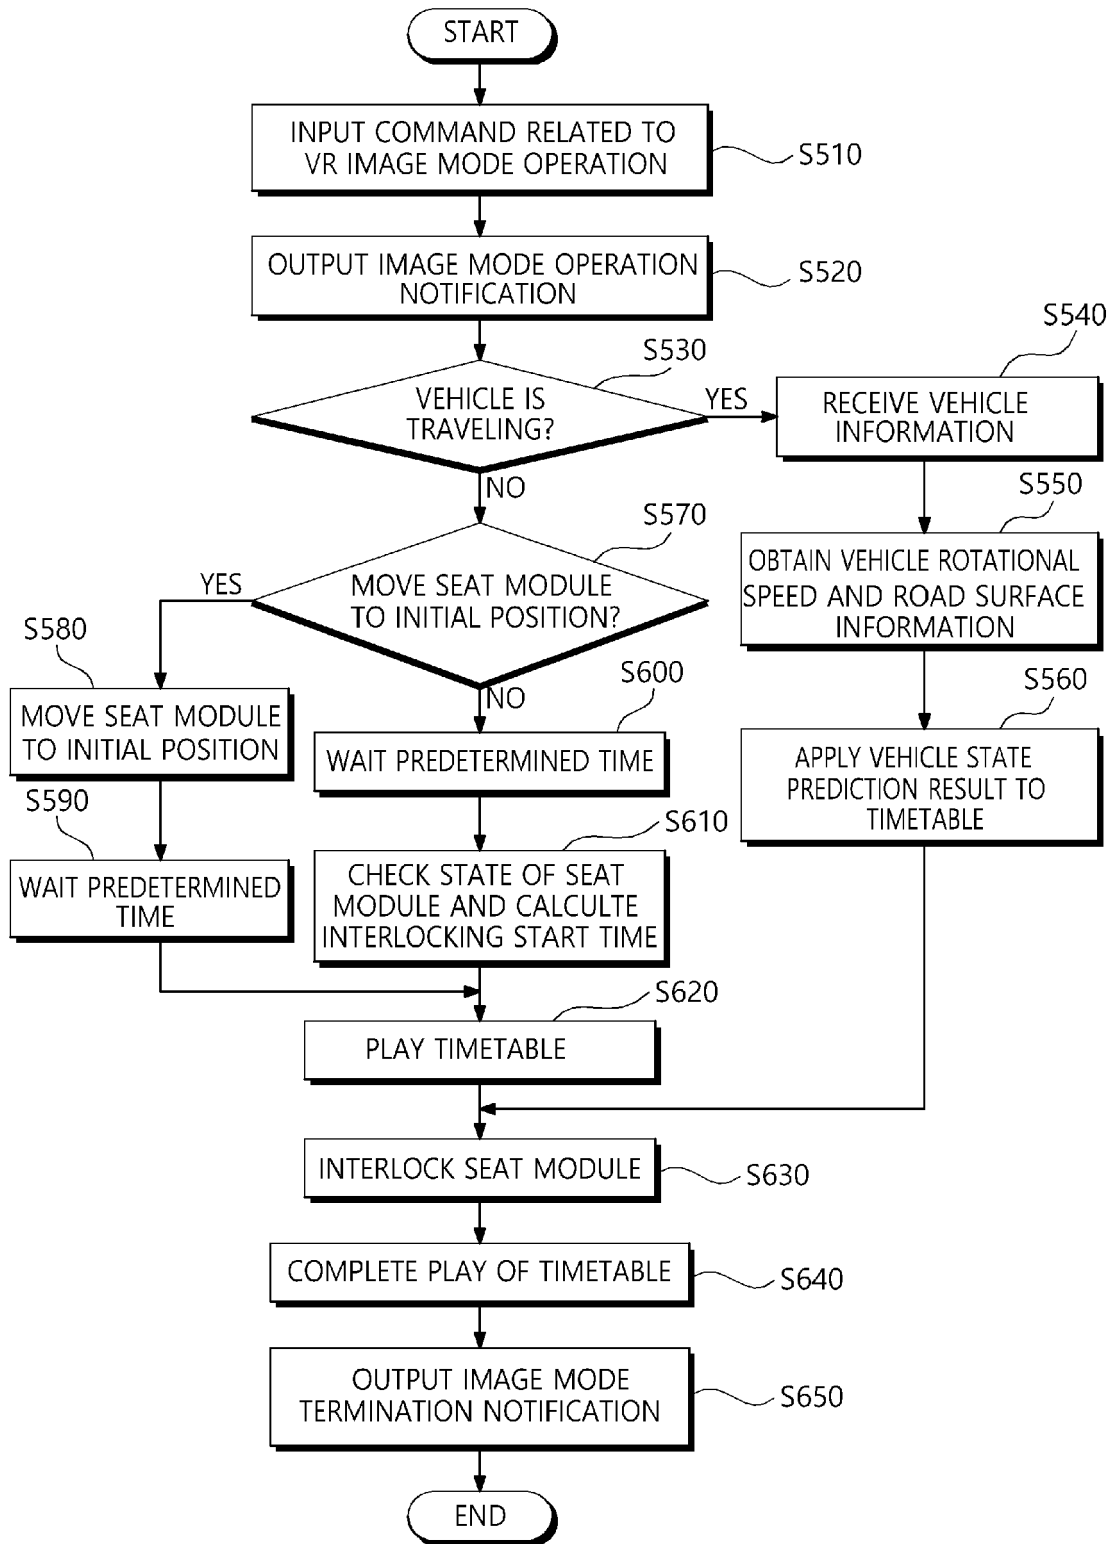 START
INPUT COMMAND RELATED TO
VR IMAGE MODE OPERATION
S510
OUTPUT IMAGE MODE OPERATION
NOTIFICATION
S520
S530
VEHICLE IS
TRAVELING?
YES
NO
S540
RECEIVE VEHICLE
INFORMATION
S550
OBTAIN VEHICLE ROTATIONAL
SPEED AND ROAD SURFACE
INFORMATION
S560
APPLY VEHICLE STATE
PREDICTION RESULT TO
TIMETABLE
S570
MOVE SEAT MODULE
TO INITIAL POSITION?
YES
NO
S580
MOVE SEAT MODULE
TO INITIAL POSITION
S590
WAIT PREDETERMINED
TIME
S600
WAIT PREDETERMINED TIME
S610
CHECK STATE OF SEAT
MODULE AND CALCULTE
INTERLOCKING START TIME
S620
PLAY TIMETABLE
INTERLOCK SEAT MODULE
S630
COMPLETE PLAY OF TIMETABLE
S640
OUTPUT IMAGE MODE
TERMINATION NOTIFICATION
S650
END